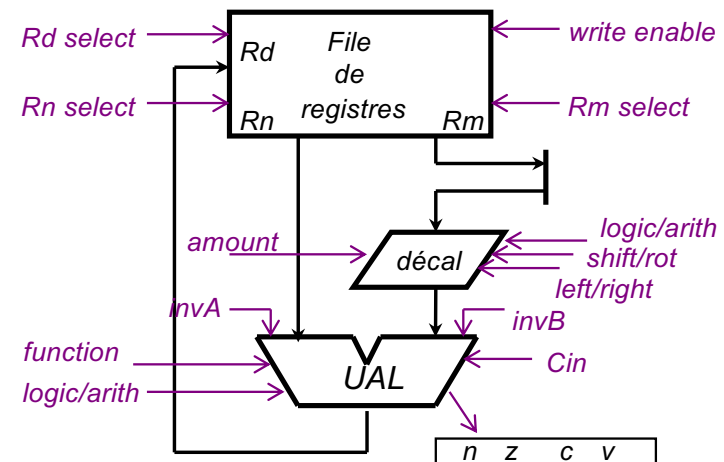 Rd select
File
write enable
Rd
de
Rn select
registres
Rm select
Rn
Rm
amount
logic/arith
décal
shift/rot
left/right
invA
invB
function
Cin
UAL
logic/arith
n z c v